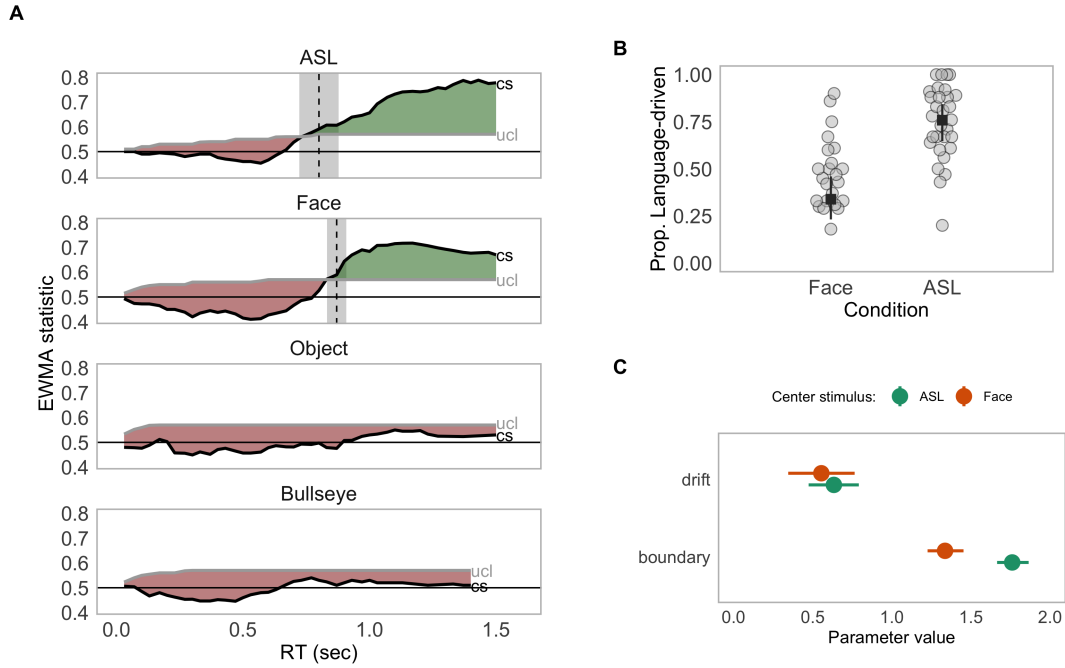 A
ASL
0.8
0.7
0.6
0.5
0.4
cs
ucl
Face
0.8
0.7
0.6
0.5
0.4
cs
ucl
Object
0.8
0.7
0.6
0.5
0.4
ucl
cs
Bullseye
0.8
0.7
0.6
0.5
0.4
ucl
cs
0.0 0.5 1.0 1.5
RT (sec)
EWMA statistic
B
1.00
0.75
0.50
0.25
0.00
Prop. Language-driven
Face ASL
Condition
C
Center stimulus: ASL Face
drift
boundary
0.0 0.5 1.0 1.5 2.0
Parameter value